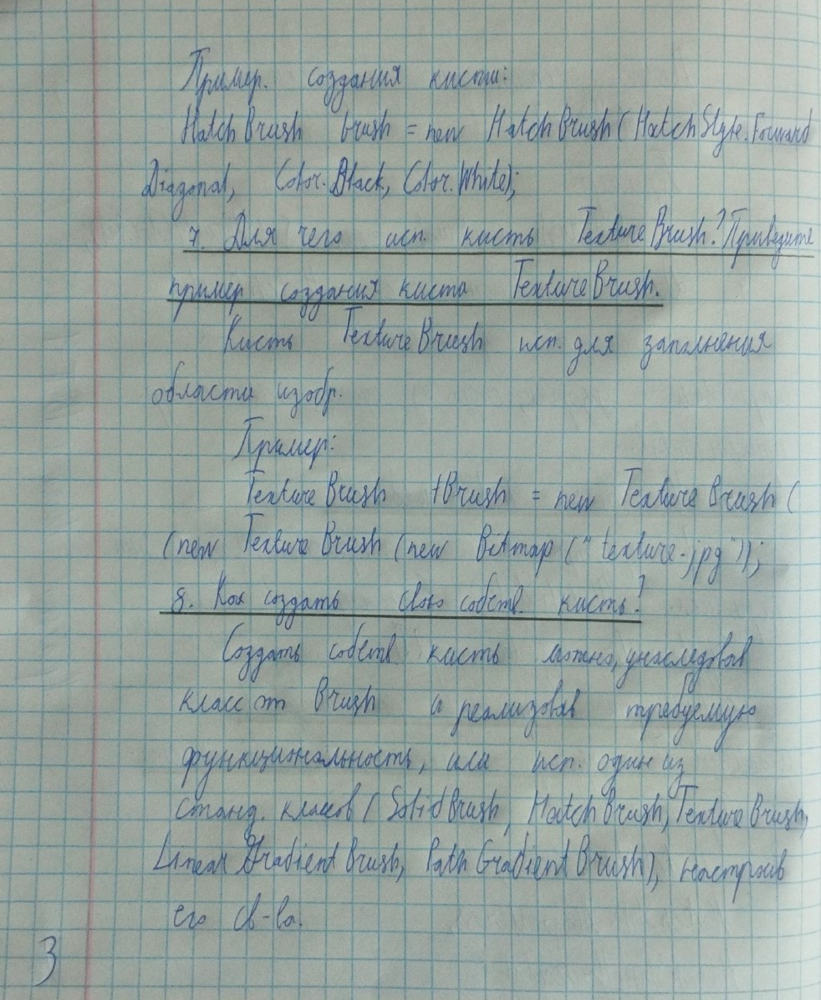 Пример. создания кисти:
HatchBrush brush = new HatchBrush(HatchStyle.Forward
Diagonal, Color.Black, Color.White);
7. Для чего исп. кисть TextureBrush? Приведите
пример создания кисти TextureBrush.
Кисть TextureBrush исп. для заполнения
области изобр.
Пример:
TextureBrush tBrush = new TextureBrush (
(new TextureBrush (new Bitmap ("texture.jpg"));
8. Как создать свою собств. кисть?
Создать собств кисть можно, унаследовав
класс от Brush и реализовав требуемую
функциональность, или исп. один из
станд. классов (SolidBrush, HatchBrush, TextureBrush,
LinearGradientBrush, PathGradientBrush), настроив
его св-ва.
3